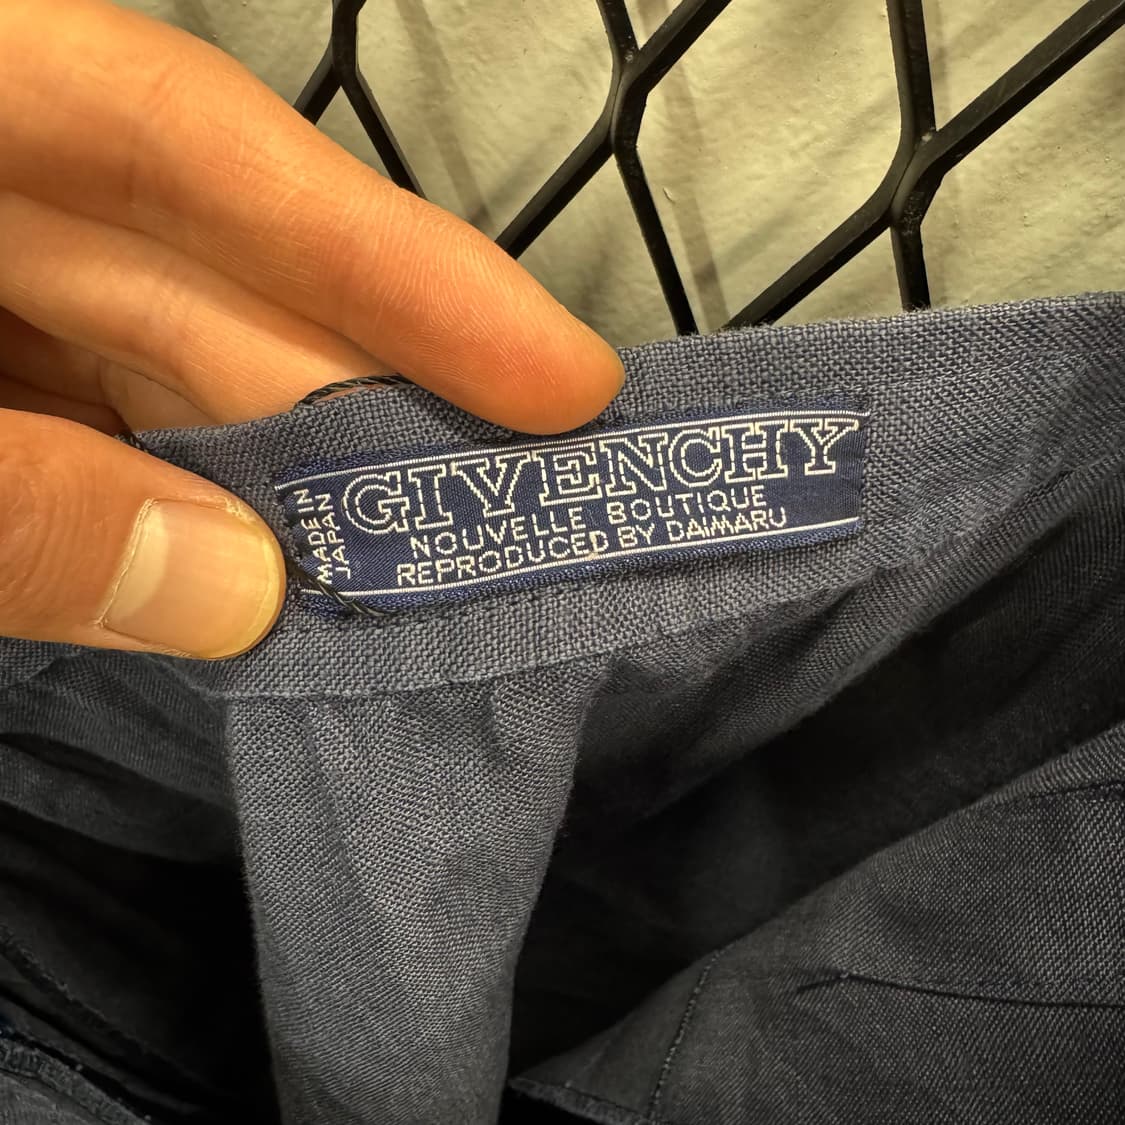 MADE IN
JAPAN
GIVENCHY
NOUVELLE BOUTIQUE
REPRODUCED BY DAIMARU